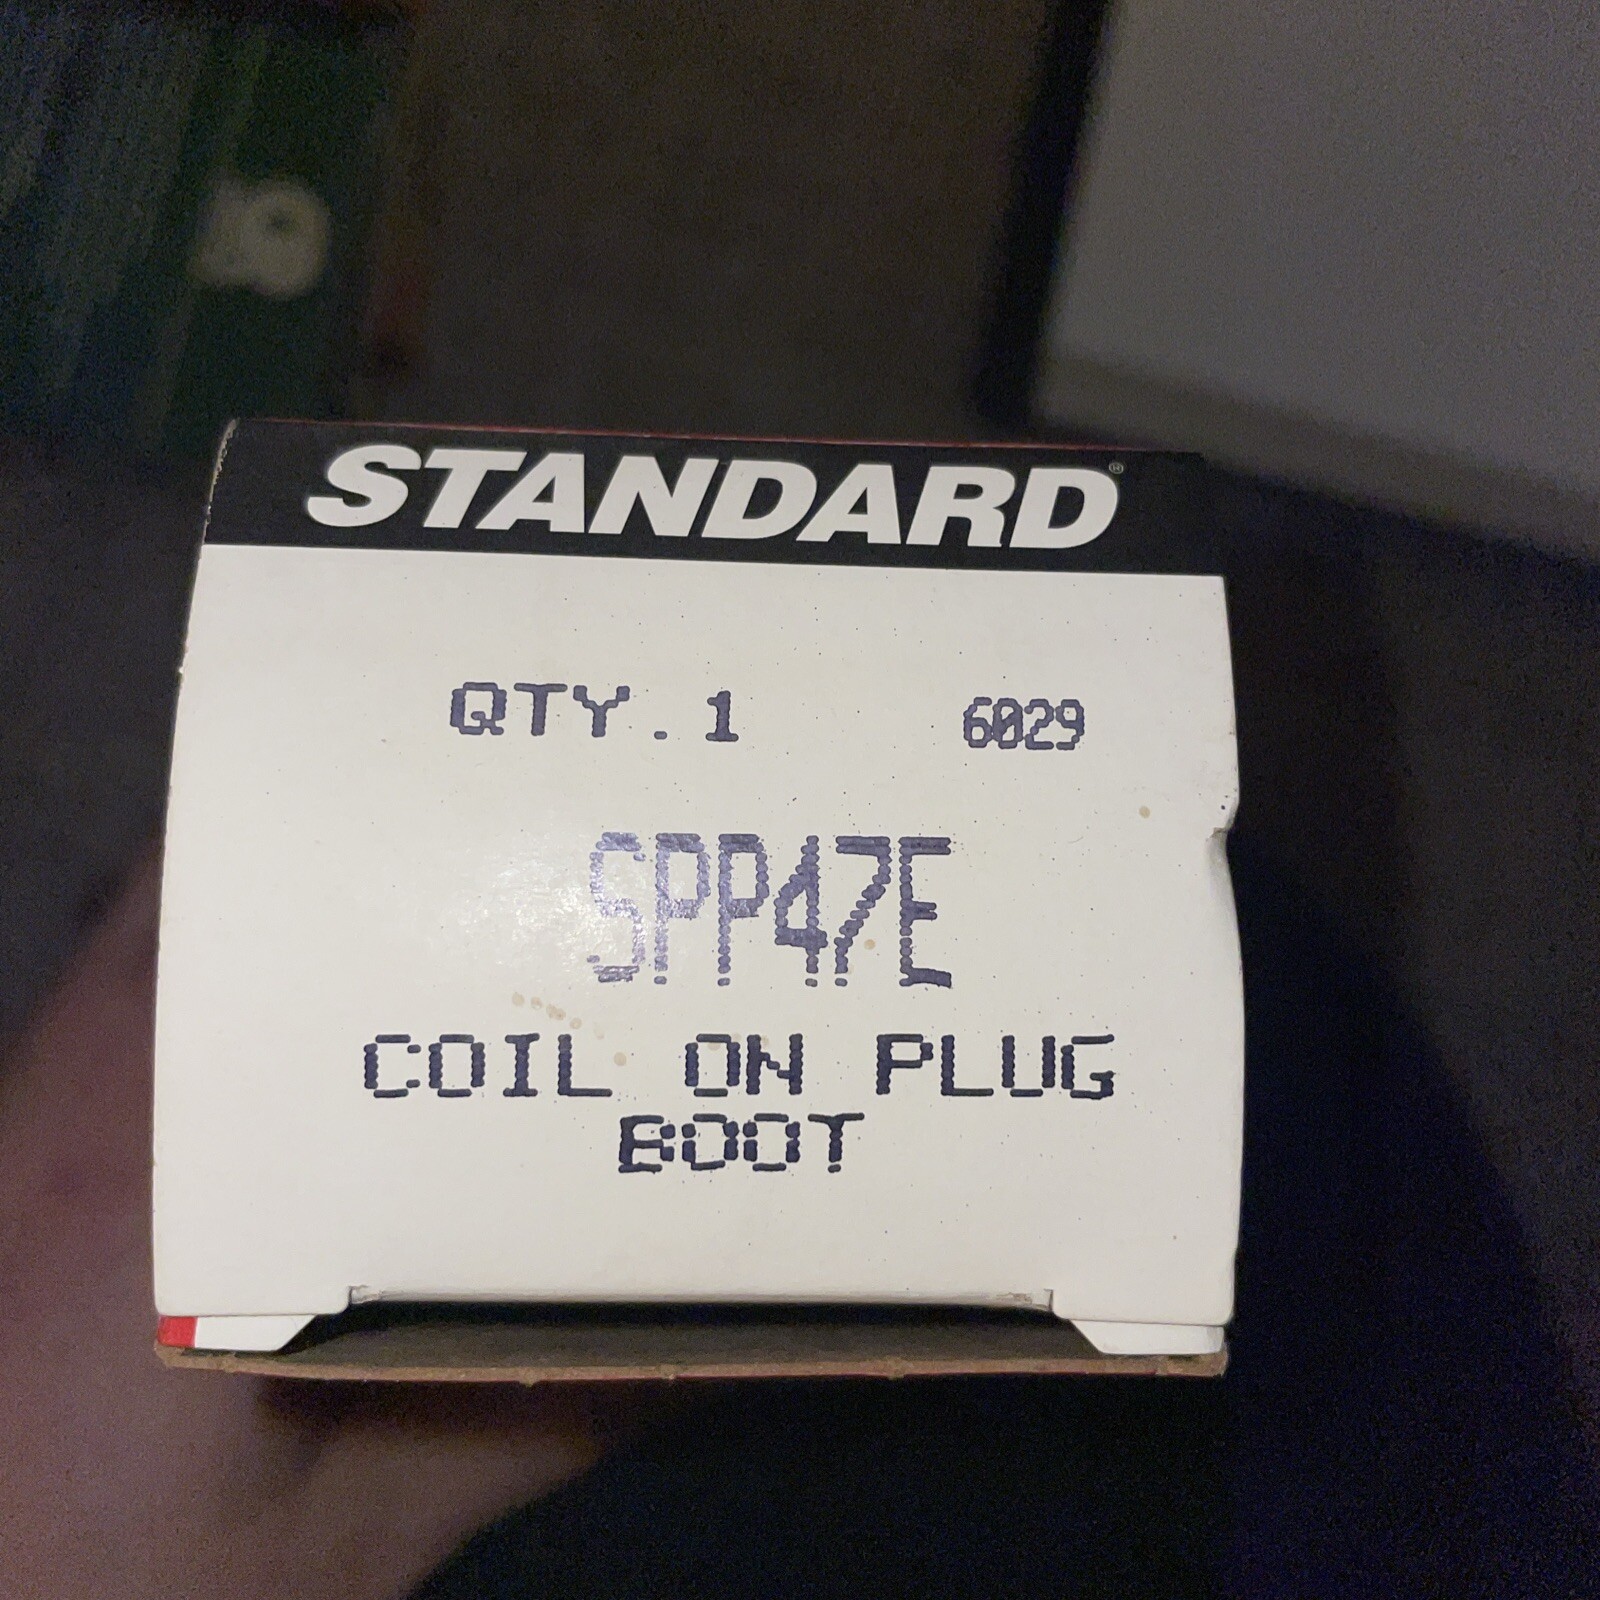 STANDARD®
QTY.1 6029
SPP47E
COIL ON PLUG
BOOT